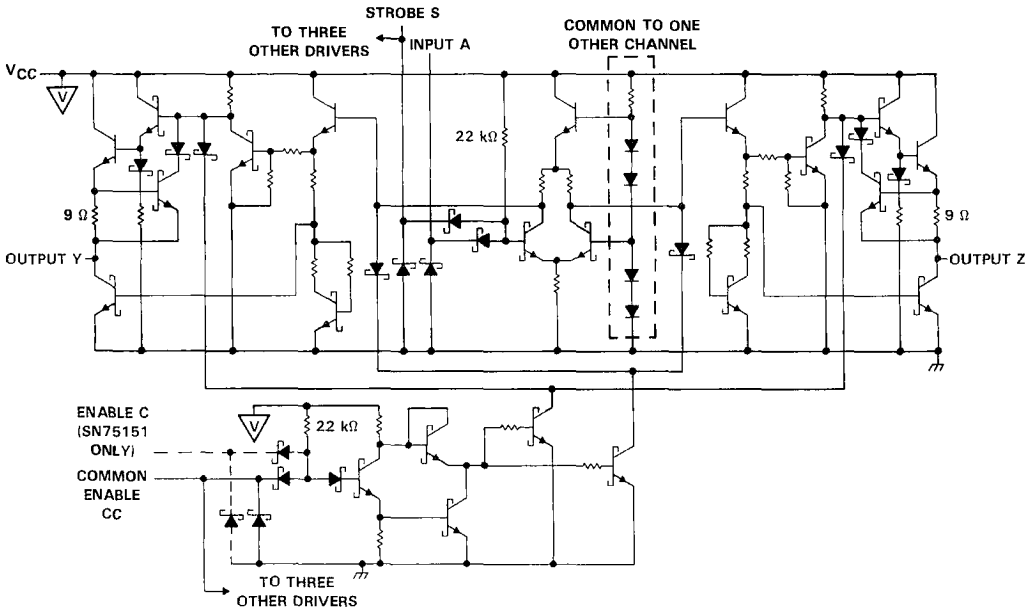 STROBE S
TO THREE
OTHER DRIVERS
INPUT A
COMMON TO ONE
OTHER CHANNEL
VCC
V
22 kΩ
9 Ω
9 Ω
OUTPUT Y
OUTPUT Z
ENABLE C
(SN75151
ONLY)
V
22 kΩ
COMMON
ENABLE
CC
TO THREE
OTHER DRIVERS